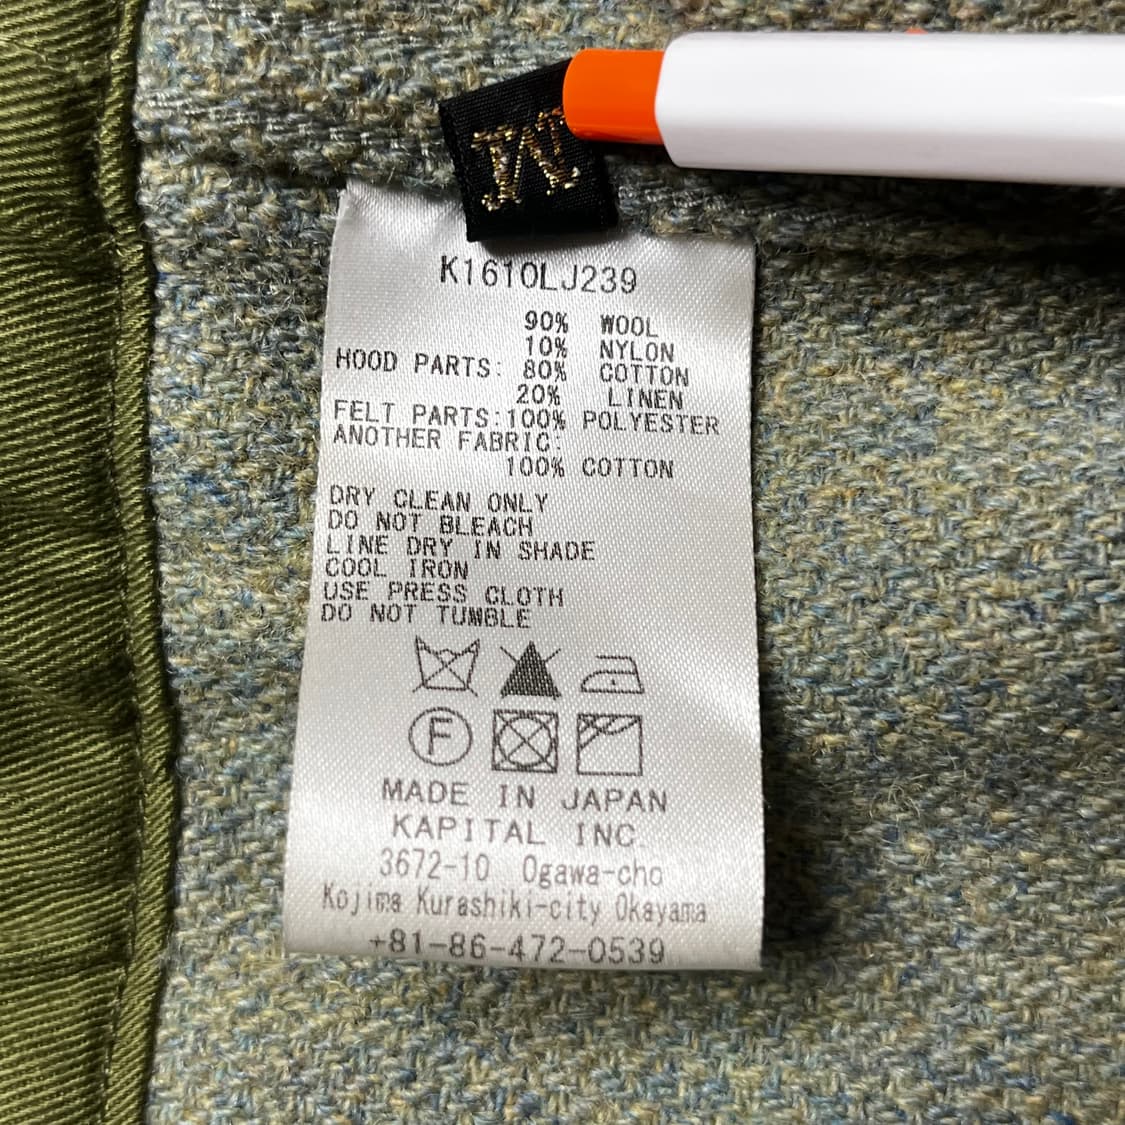 M
K1610LJ239
90% WOOL
10% NYLON
HOOD PARTS: 80% COTTON
20% LINEN
FELT PARTS:100% POLYESTER
ANOTHER FABRIC:
100% COTTON
DRY CLEAN ONLY
DO NOT BLEACH
LINE DRY IN SHADE
COOL IRON
USE PRESS CLOTH
DO NOT TUMBLE
F
MADE IN JAPAN
KAPITAL INC.
3672-10 Ogawa-cho
Kojima Kurashiki-city Okayama
+81-86-472-0539